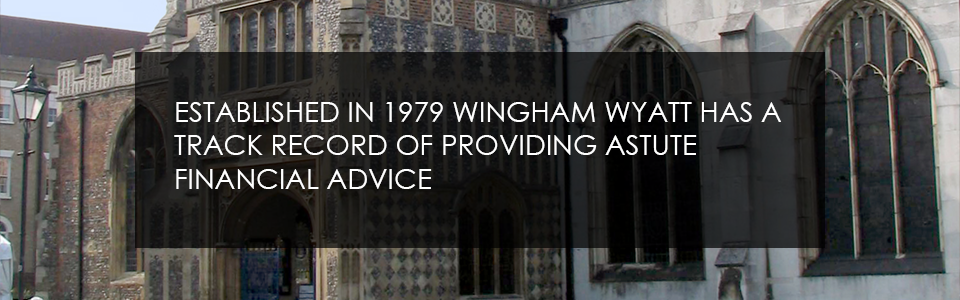 ESTABLISHED IN 1979 WINGHAM WYATT HAS A
TRACK RECORD OF PROVIDING ASTUTE
FINANCIAL ADVICE